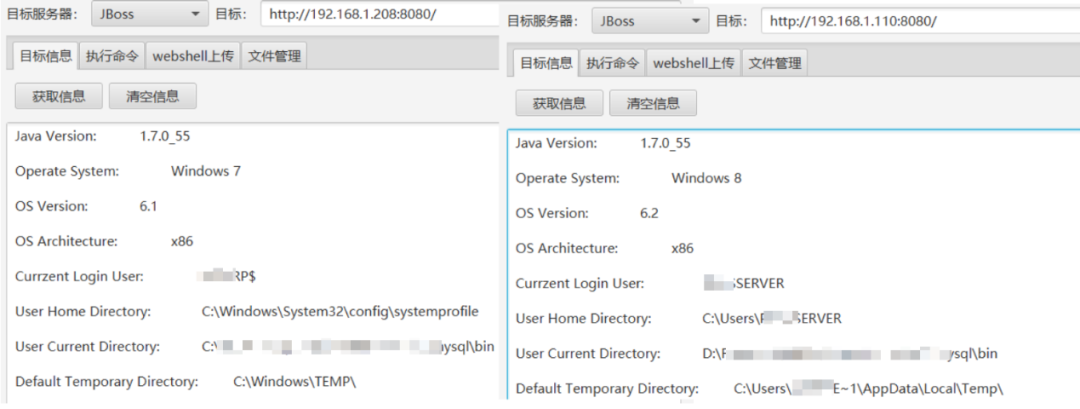 目标服务器: JBoss 目标: http://192.168.1.208:8080/
目标信息 执行命令 webshell上传 文件管理
获取信息 清空信息
Java Version: 1.7.0_55
Operate System: Windows 7
OS Version: 6.1
OS Architecture: x86
Currzent Login User: RP$
User Home Directory: C:\Windows\System32\config\systemprofile
User Current Directory: C:\ ysql\bin
Default Temporary Directory: C:\Windows\TEMP\
目标服务器: JBoss 目标: http://192.168.1.110:8080/
目标信息 执行命令 webshell上传 文件管理
获取信息 清空信息
Java Version: 1.7.0_55
Operate System: Windows 8
OS Version: 6.2
OS Architecture: x86
Currzent Login User: SERVER
User Home Directory: C:\Users\ SERVER
User Current Directory: D:\ ysql\bin
Default Temporary Directory: C:\Users\ E~1\AppData\Local\Temp\